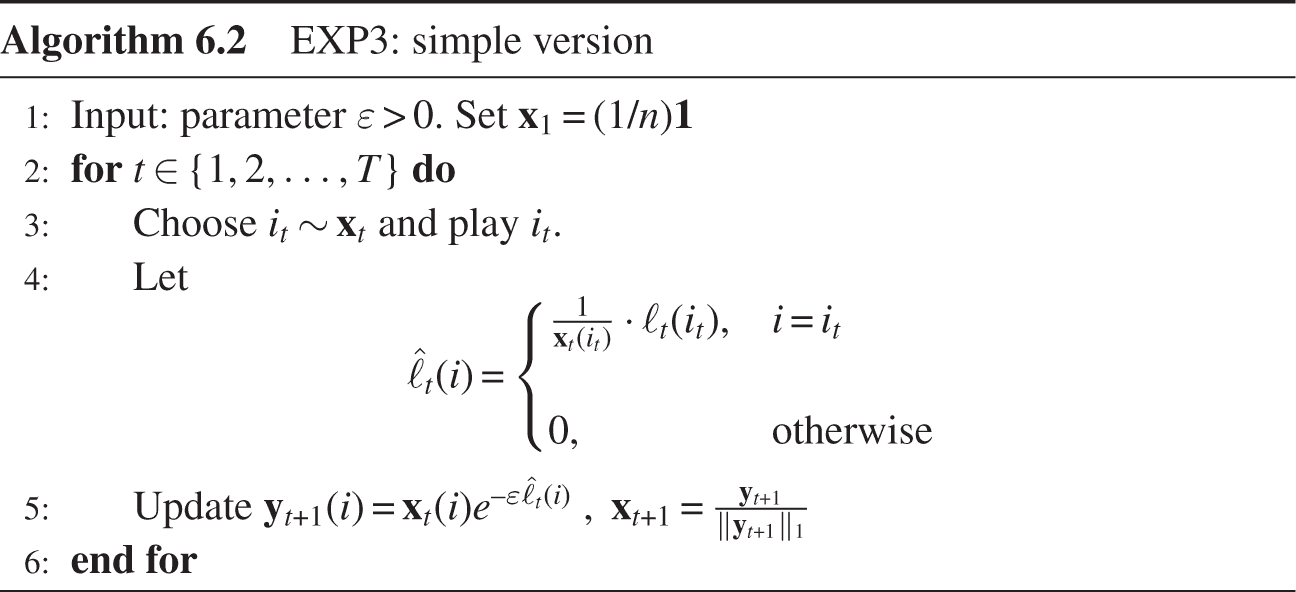 Algorithm 6.2 EXP3: simple version
1: Input: parameter ε > 0. Set x₁ = (1/n)1
2: for t ∈ {1, 2, . . . , T} do
3: Choose iₜ ∼ xₜ and play iₜ.
4: Let
ℓ̂ₜ(i) = { 1/xₜ(iₜ) · ℓₜ(iₜ), i = iₜ
0, otherwise
5: Update yₜ₊₁(i) = xₜ(i)e^{−εℓ̂ₜ(i)} , xₜ₊₁ = yₜ₊₁/‖yₜ₊₁‖₁
6: end for